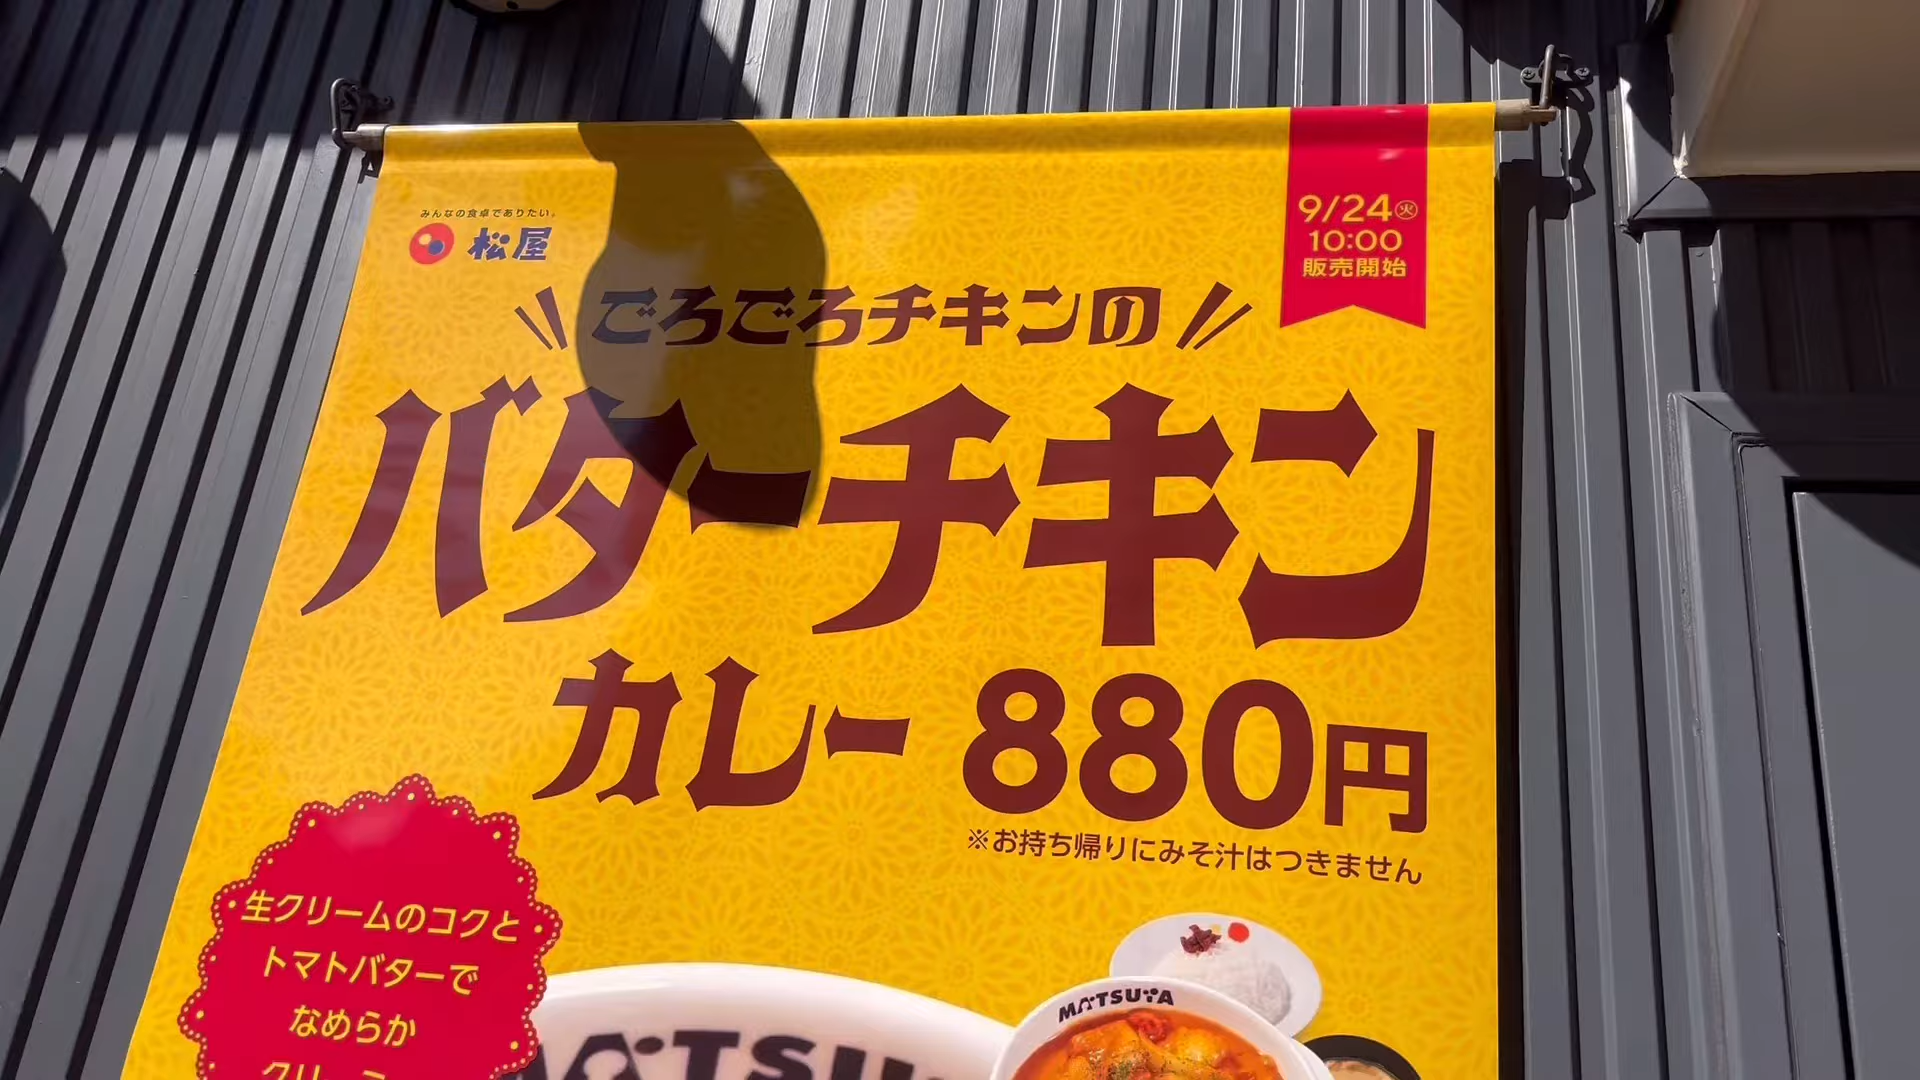 みんなの食卓でありたい。
松屋
9/24㊋
10:00
販売開始
ごろごろチキンの
バターチキン
カレー 880円
※お持ち帰りにみそ汁はつきません
生クリームのコクと
トマトバターで
なめらか
MATSUYA